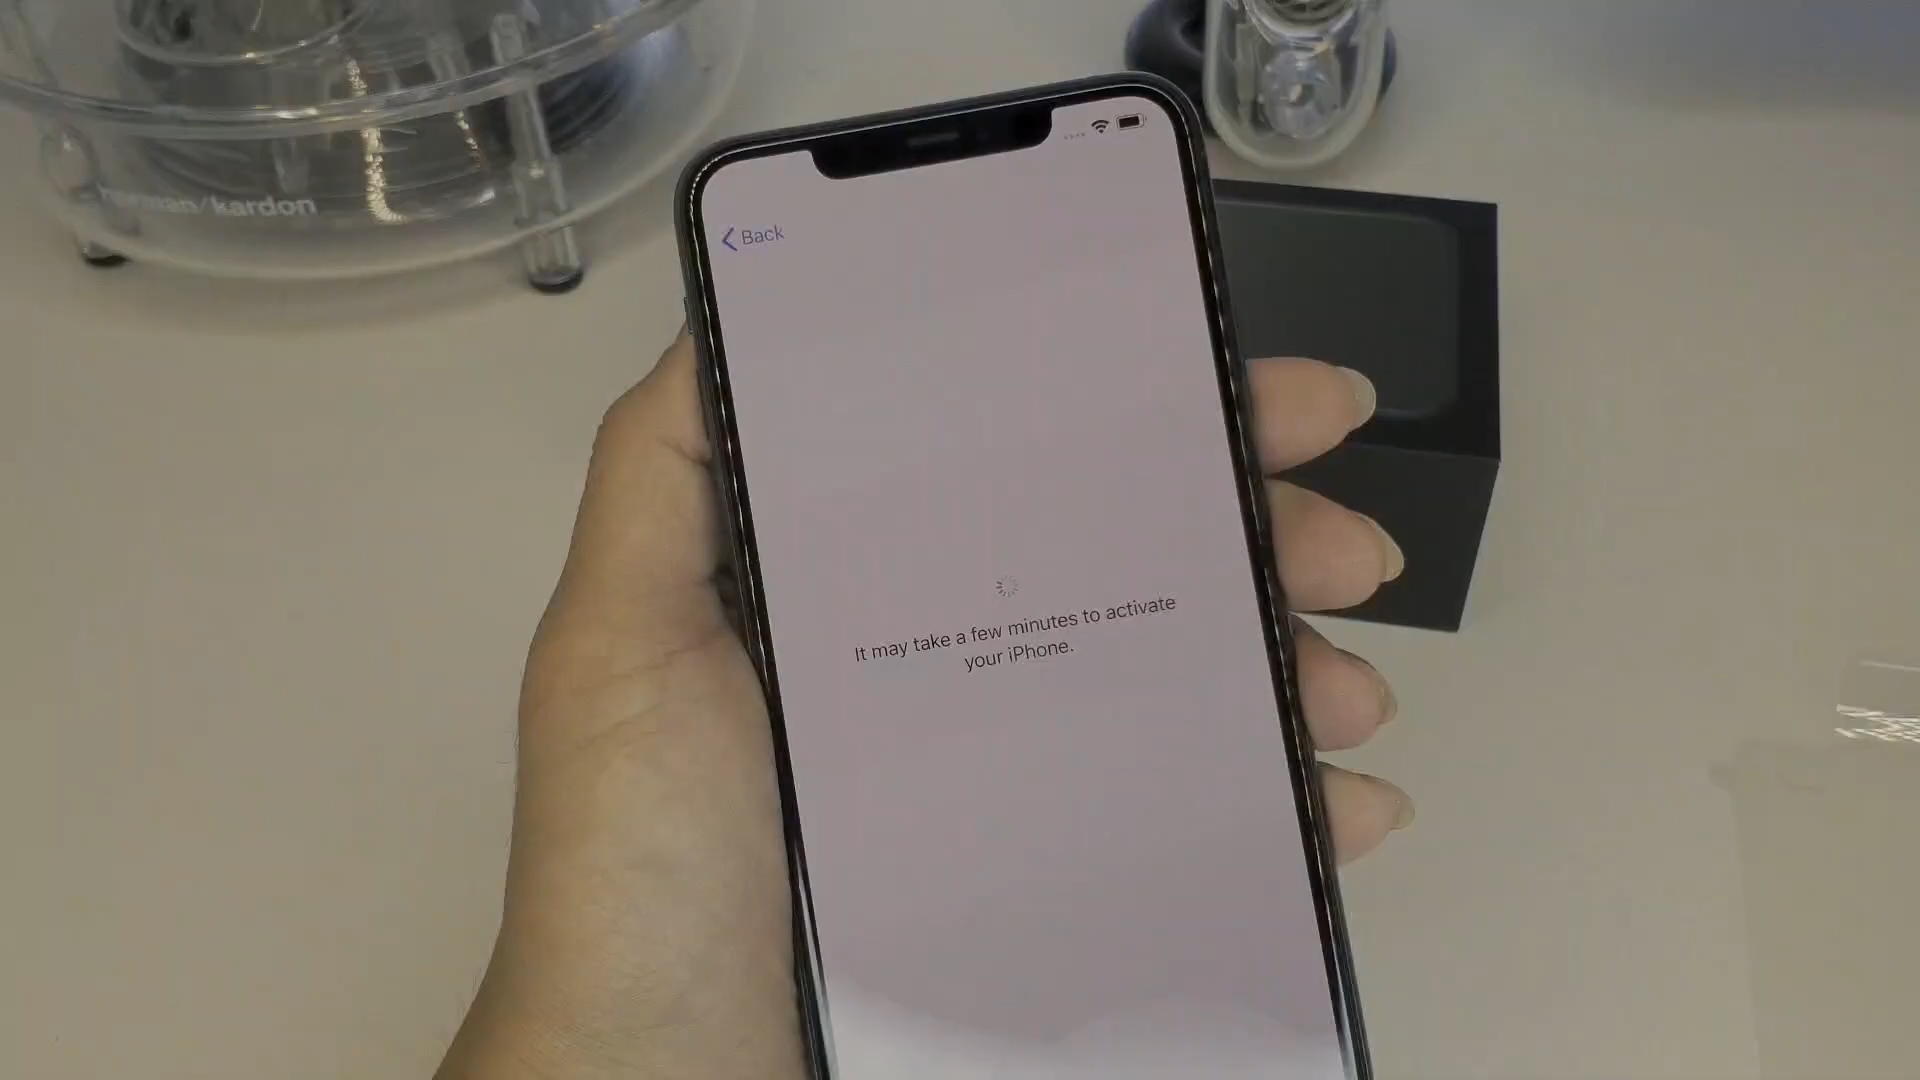 harman/kardon
Back
It may take a few minutes to activate
your iPhone.